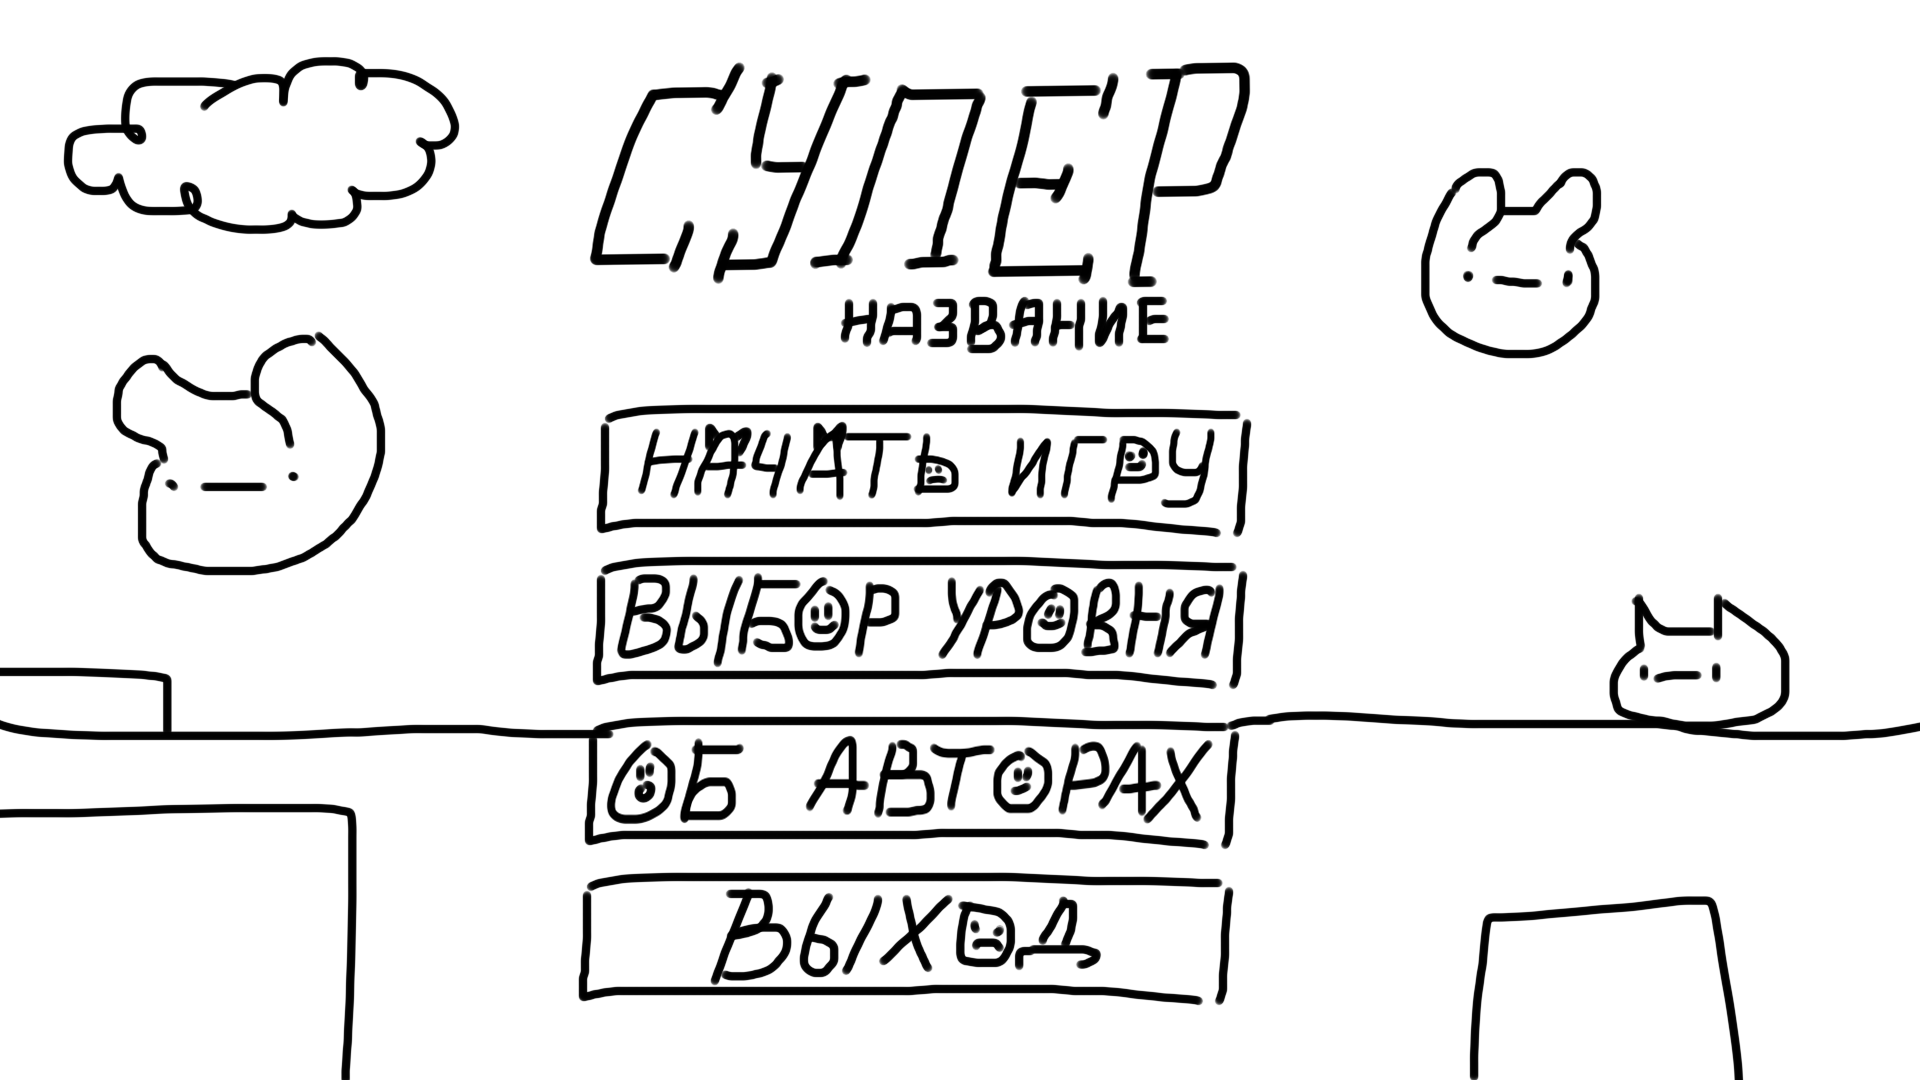 СУПЕР
НАЗВАНИЕ
НАЧАТЬ ИГРУ
ВЫБОР УРОВНЯ
ОБ АВТОРАХ
ВЫХОД